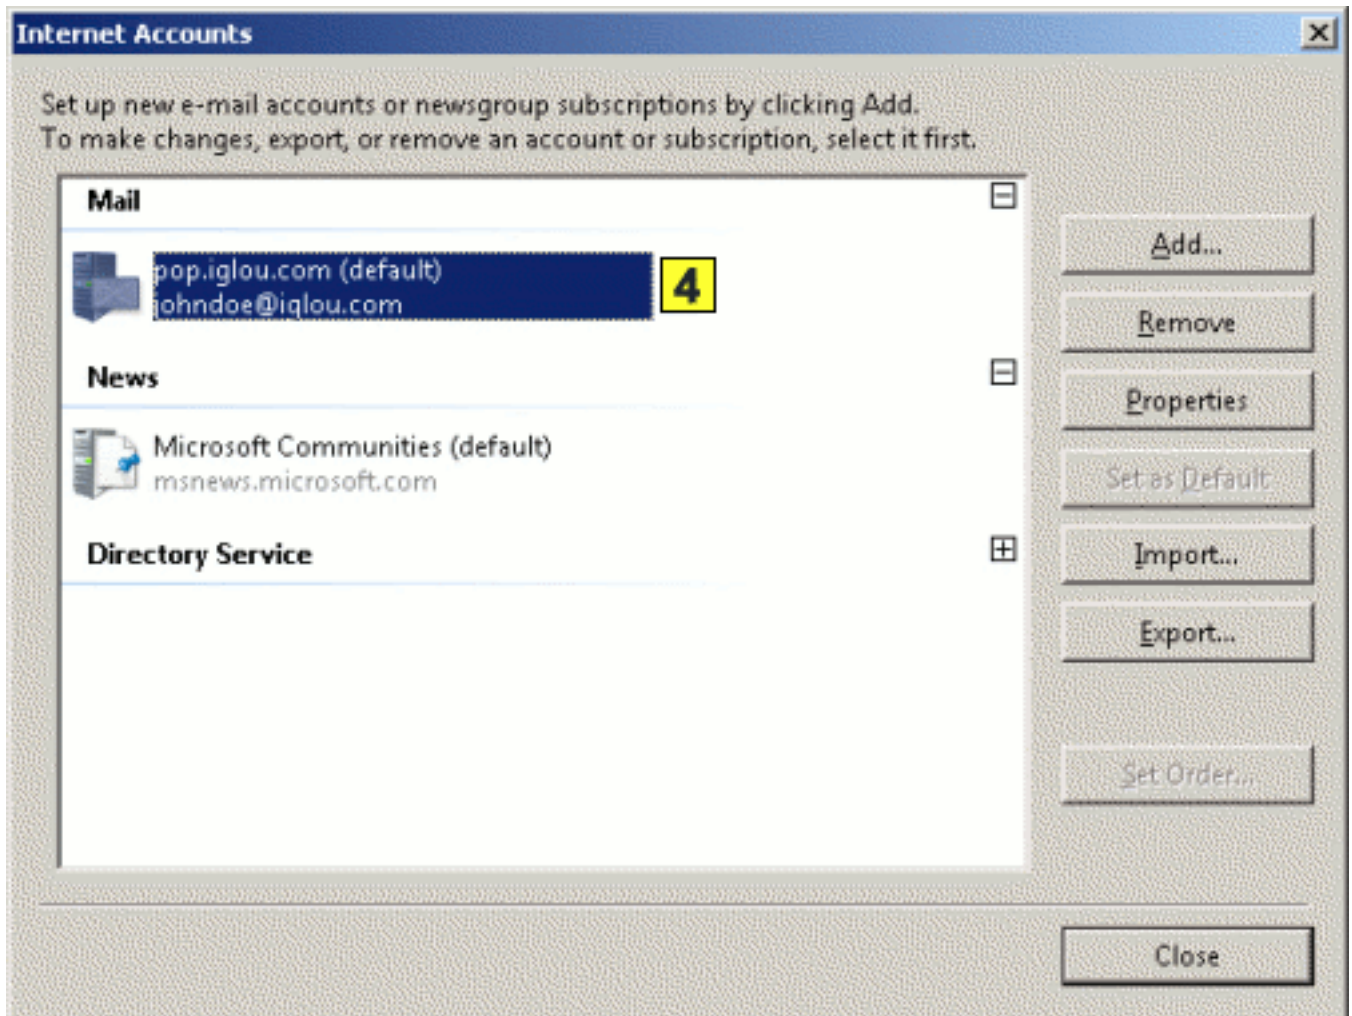 Internet Accounts
Set up new e-mail accounts or newsgroup subscriptions by clicking Add.
To make changes, export, or remove an account or subscription, select it first.
Mail
pop.iglou.com (default)
johndoe@iglou.com
4
News
Microsoft Communities (default)
msnews.microsoft.com
Directory Service
Add...
Remove
Properties
Set as Default
Import...
Export...
Set Order...
Close